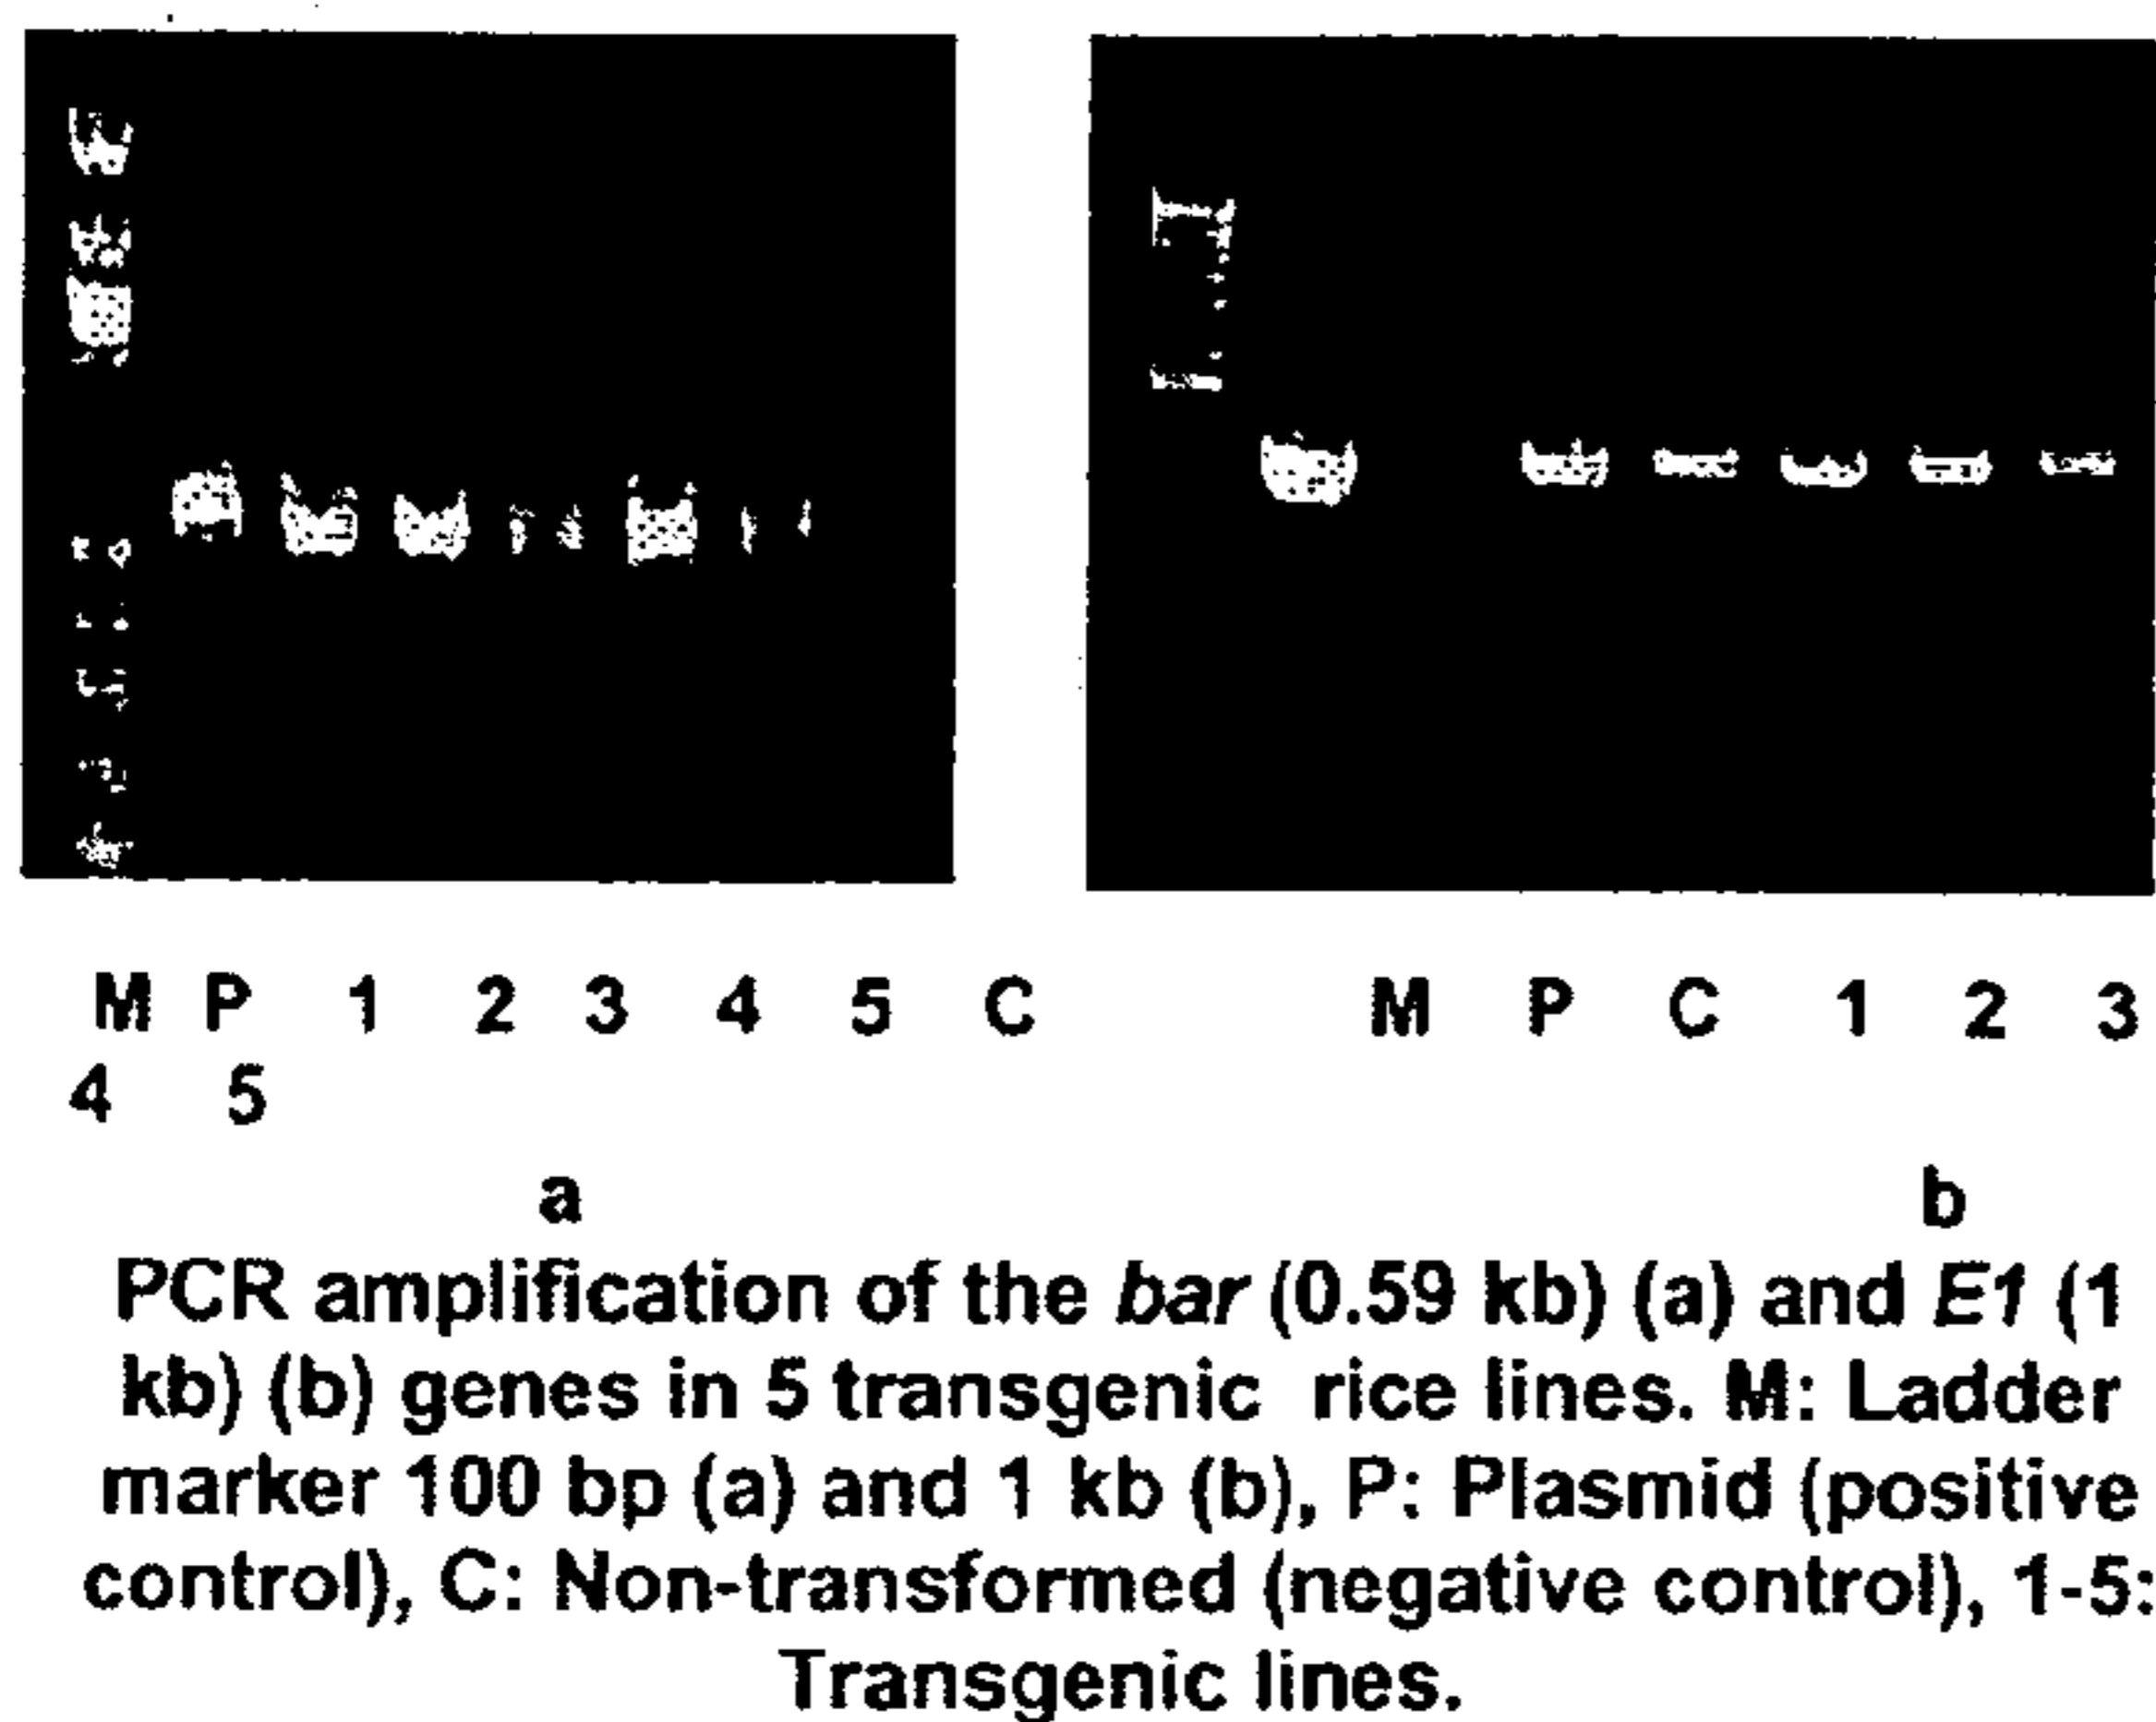 M P 1 2 3 4 5 C M P C 1 2 3
4 5
a b
PCR amplification of the bar (0.59 kb) (a) and E1 (1
kb) (b) genes in 5 transgenic rice lines. M: Ladder
marker 100 bp (a) and 1 kb (b), P: Plasmid (positive
control), C: Non-transformed (negative control), 1-5:
Transgenic lines.